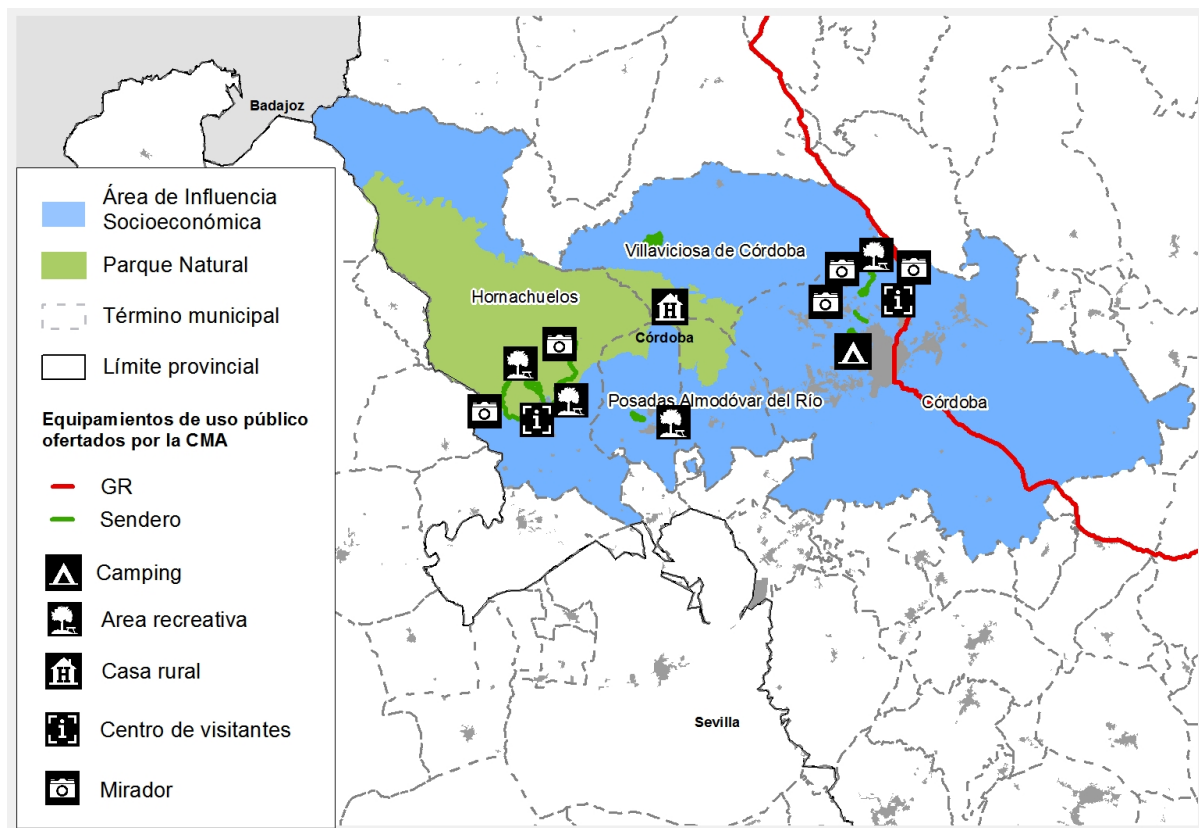 Badajoz
Área de Influencia
Socioeconómica
Parque Natural
Término municipal
Límite provincial
Equipamientos de uso público
ofertados por la CMA
GR
Sendero
Camping
Area recreativa
Casa rural
Centro de visitantes
Mirador
Villaviciosa de Córdoba
Hornachuelos
Córdoba
Posadas Almodóvar del Río
Córdoba
Sevilla